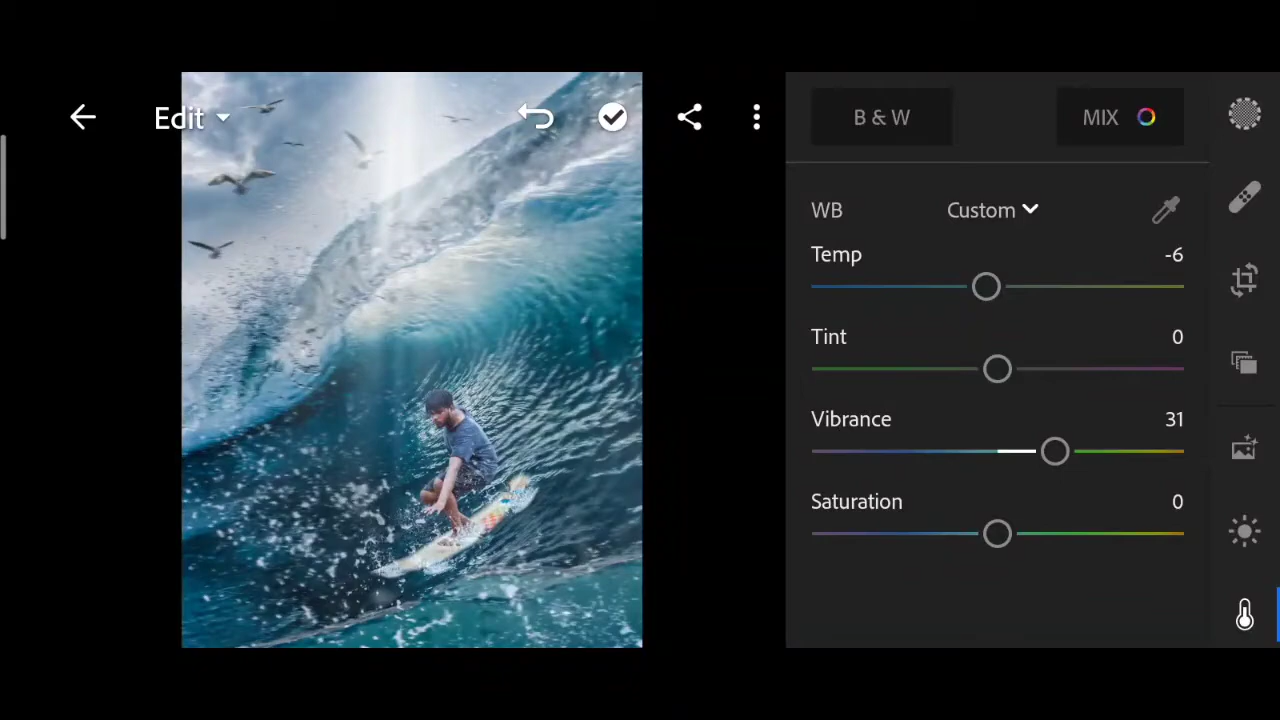 Edit
B & W
MIX
WB
Custom
Temp
-6
Tint
0
Vibrance
31
Saturation
0